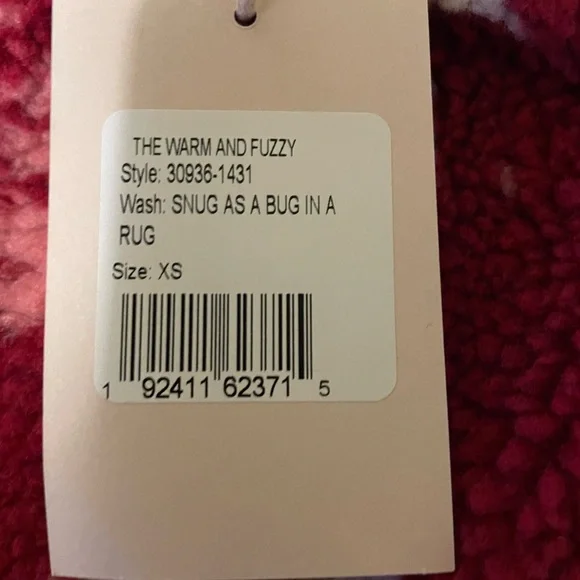 THE WARM AND FUZZY
Style: 30936-1431
Wash: SNUG AS A BUG IN A
RUG
Size: XS
1 92411 62371 5